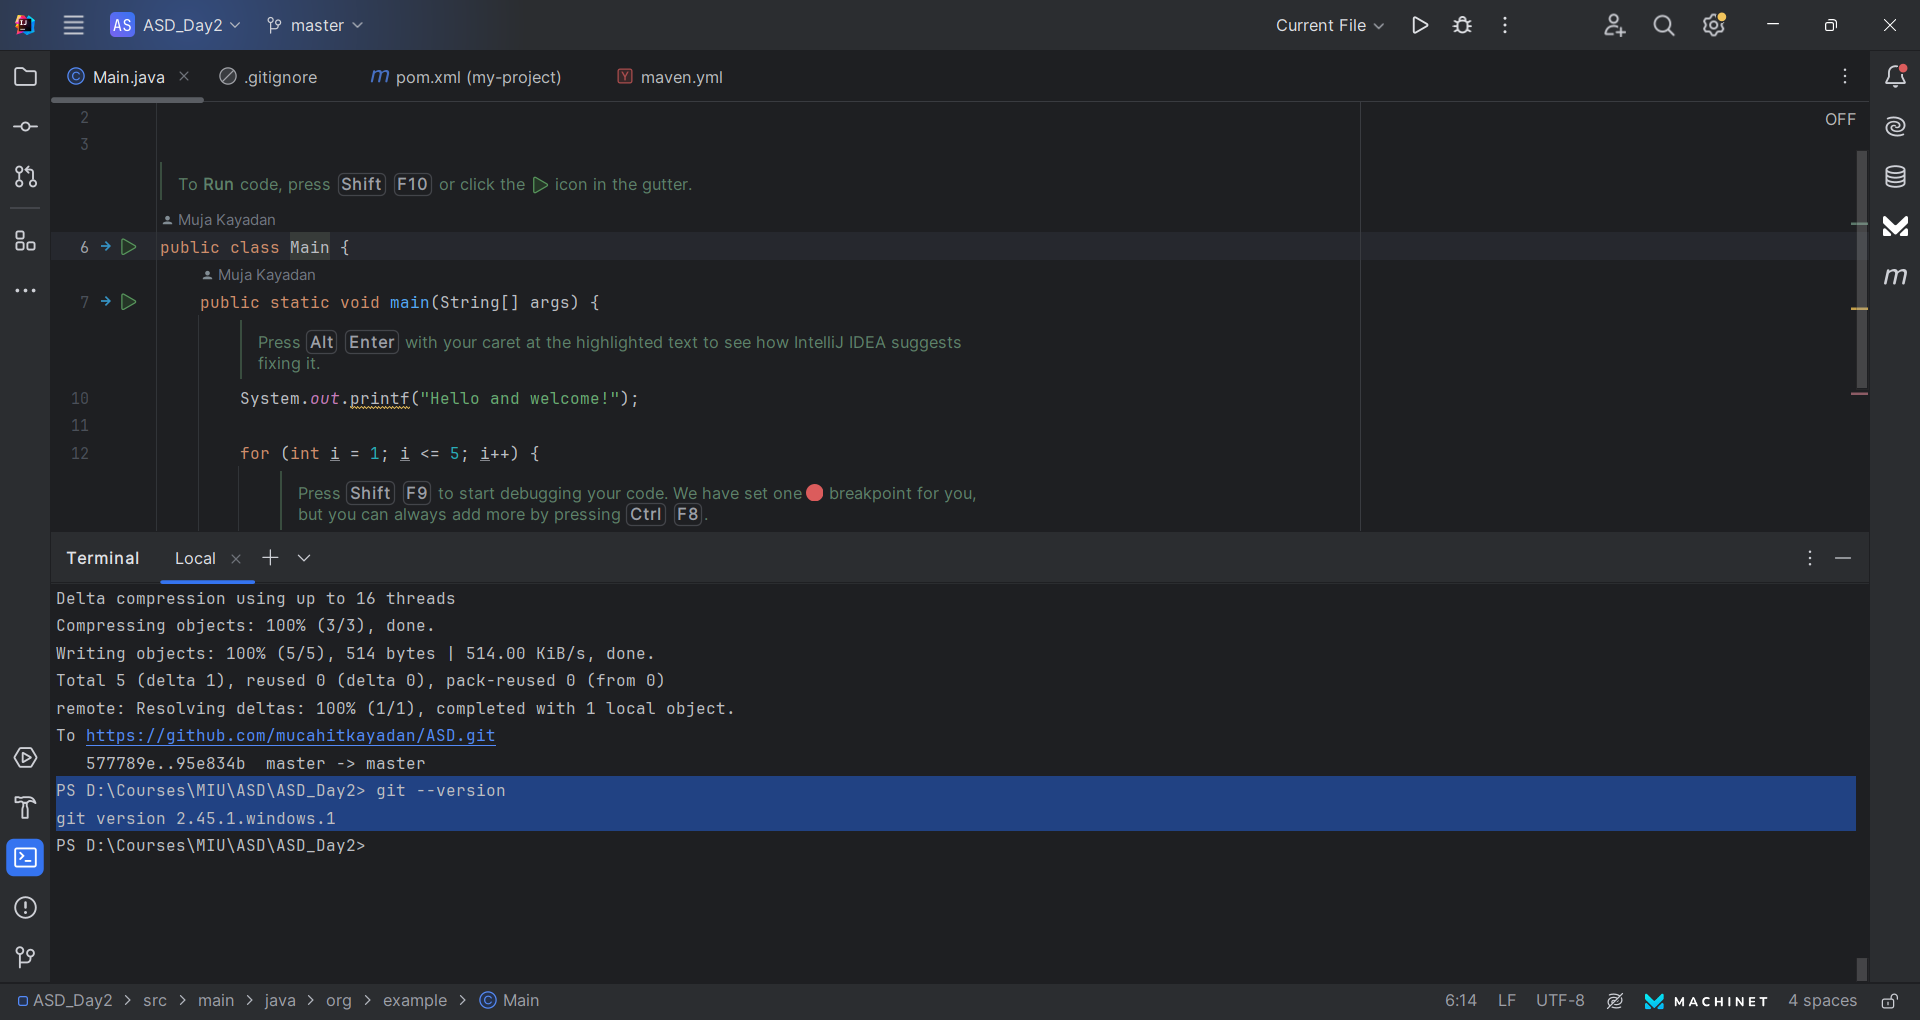 AS ASD_Day2 master Current File
Main.java .gitignore m pom.xml (my-project) Y maven.yml
OFF
2
3
To Run code, press Shift F10 or click the icon in the gutter.
Muja Kayadan
6 public class Main {
Muja Kayadan
7 public static void main(String[] args) {
Press Alt Enter with your caret at the highlighted text to see how IntelliJ IDEA suggests
fixing it.
10 System.out.printf("Hello and welcome!");
11
12 for (int i = 1; i <= 5; i++) {
Press Shift F9 to start debugging your code. We have set one breakpoint for you,
but you can always add more by pressing Ctrl F8.
Terminal Local
Delta compression using up to 16 threads
Compressing objects: 100% (3/3), done.
Writing objects: 100% (5/5), 514 bytes | 514.00 KiB/s, done.
Total 5 (delta 1), reused 0 (delta 0), pack-reused 0 (from 0)
remote: Resolving deltas: 100% (1/1), completed with 1 local object.
To https://github.com/mucahitkayadan/ASD.git
577789e..95e834b master -> master
PS D:\Courses\MIU\ASD\ASD_Day2> git --version
git version 2.45.1.windows.1
PS D:\Courses\MIU\ASD\ASD_Day2>
ASD_Day2 > src > main > java > org > example > Main 6:14 LF UTF-8 MACHINET 4 spaces